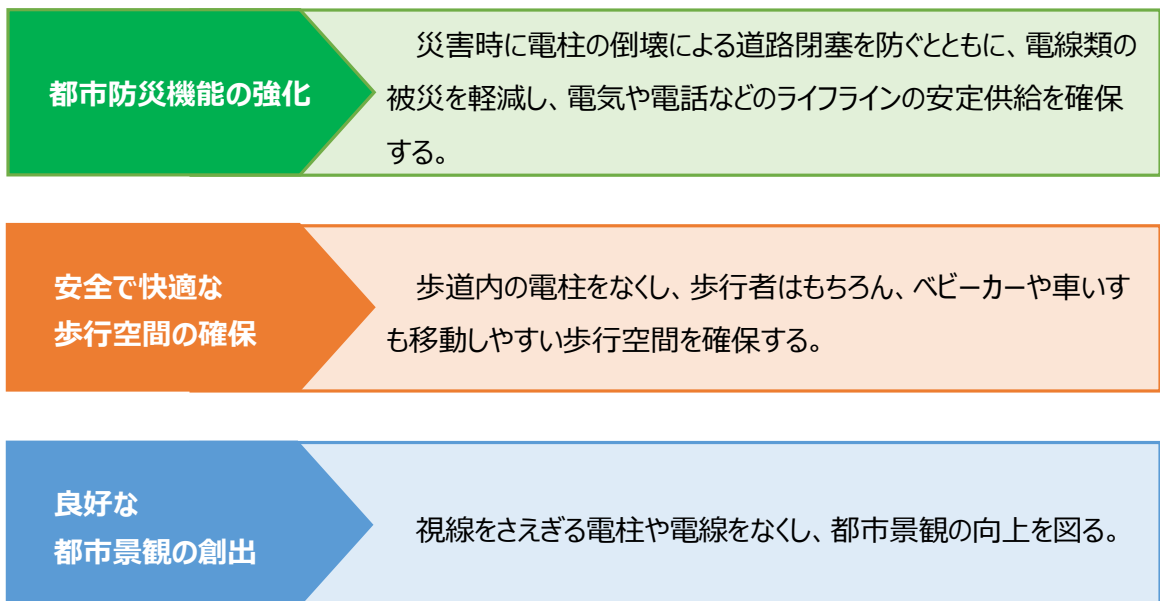 都市防災機能の強化
災害時に電柱の倒壊による道路閉塞を防ぐとともに、電線類の
被災を軽減し、電気や電話などのライフラインの安定供給を確保
する。
安全で快適な
歩行空間の確保
歩道内の電柱をなくし、歩行者はもちろん、ベビーカーや車いす
も移動しやすい歩行空間を確保する。
良好な
都市景観の創出
視線をさえぎる電柱や電線をなくし、都市景観の向上を図る。